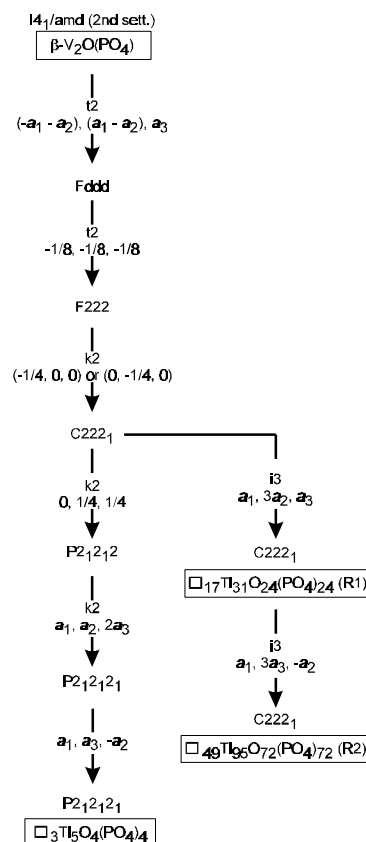 I4₁/amd (2nd sett.)
β-V₂O(PO₄)
t2
(-a₁ - a₂), (a₁ - a₂), a₃
Fddd
t2
-1/8, -1/8, -1/8
F222
k2
(-1/4, 0, 0) or (0, -1/4, 0)
C222₁
k2
0, 1/4, 1/4
P2₁2₁2
k2
a₁, a₂, 2a₃
P2₁2₁2₁
a₁, a₃, -a₂
P2₁2₁2₁
□₃Ti₅O₄(PO₄)₄
i3
a₁, 3a₂, a₃
C222₁
□₁₇Ti₃₁O₂₄(PO₄)₂₄ (R1)
i3
a₁, 3a₃, -a₂
C222₁
□₄₉Ti₉₅O₇₂(PO₄)₇₂ (R2)